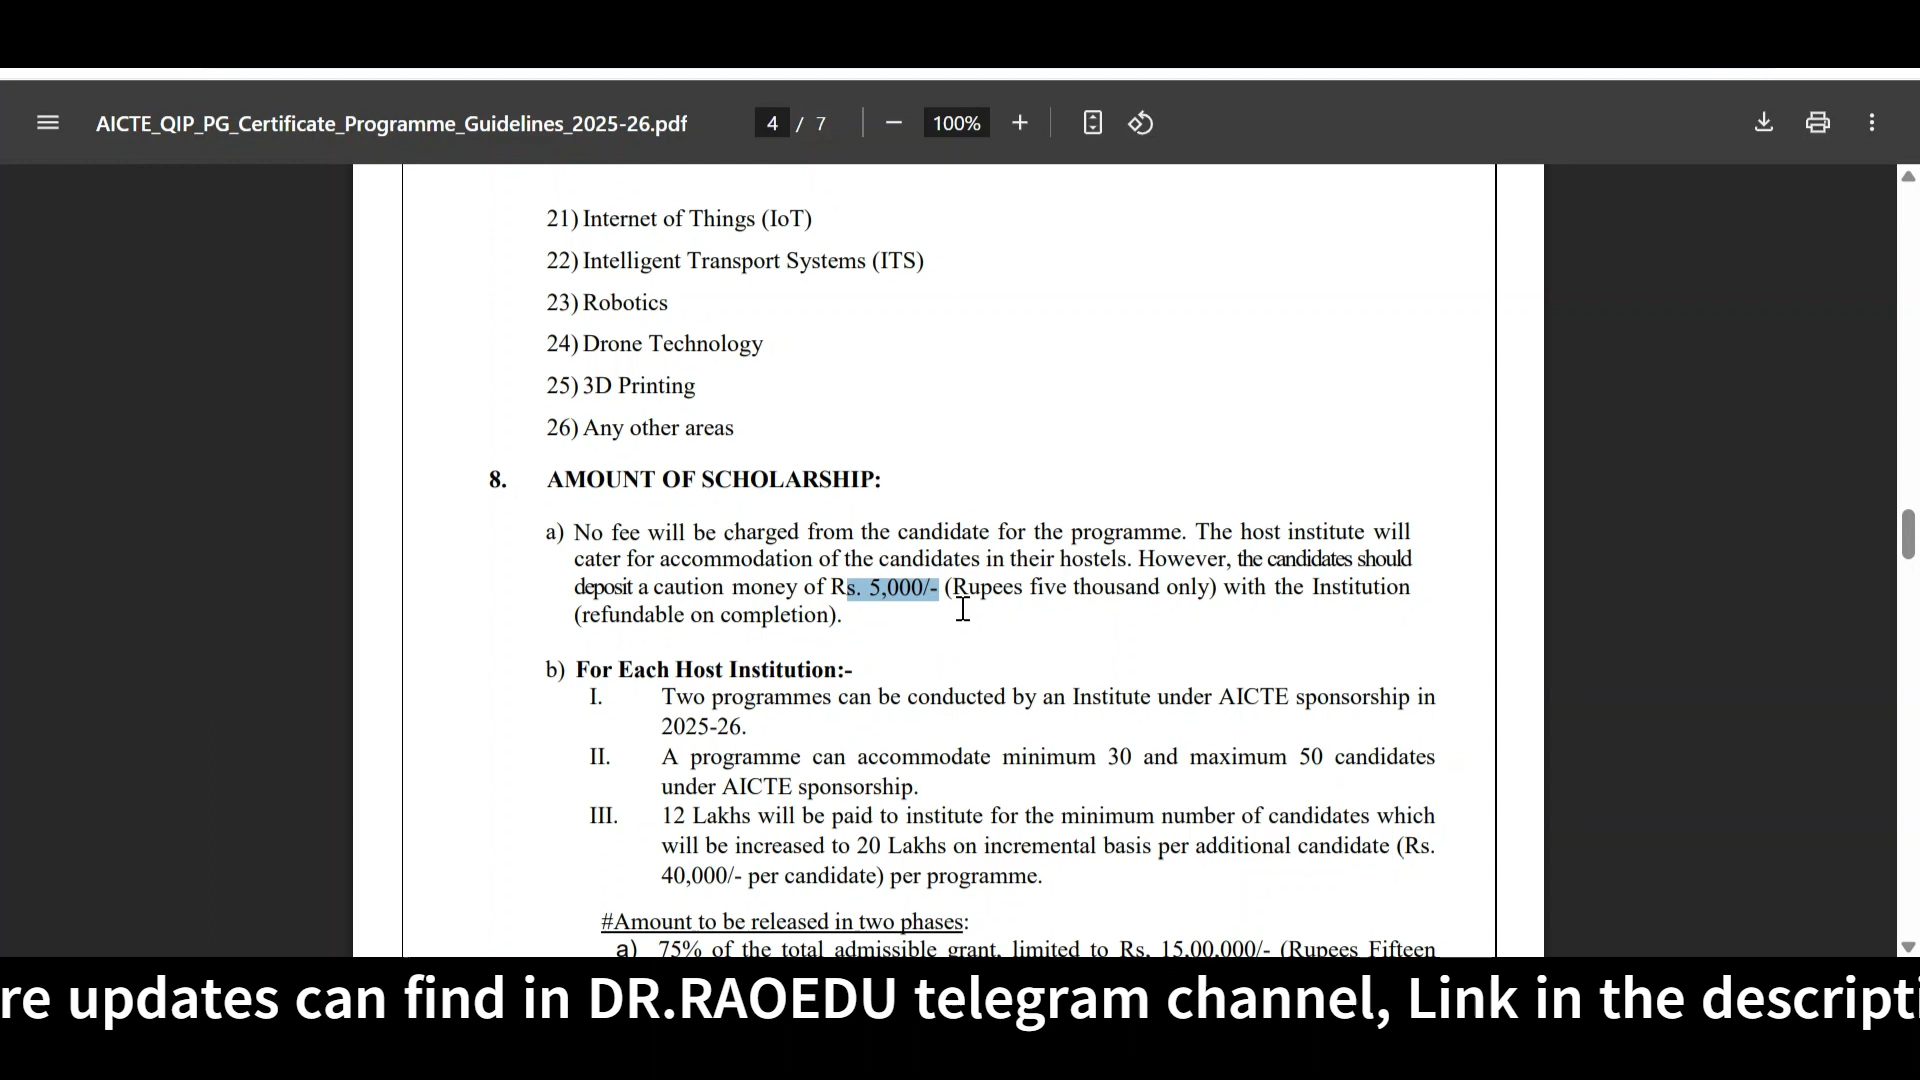 AICTE_QIP_PG_Certificate_Programme_Guidelines_2025-26.pdf
4 / 7
100%
21) Internet of Things (IoT)
22) Intelligent Transport Systems (ITS)
23) Robotics
24) Drone Technology
25) 3D Printing
26) Any other areas
8. AMOUNT OF SCHOLARSHIP:
a) No fee will be charged from the candidate for the programme. The host institute will
cater for accommodation of the candidates in their hostels. However, the candidates should
deposit a caution money of Rs. 5,000/- (Rupees five thousand only) with the Institution
(refundable on completion).
b) For Each Host Institution:-
I. Two programmes can be conducted by an Institute under AICTE sponsorship in
2025-26.
II. A programme can accommodate minimum 30 and maximum 50 candidates
under AICTE sponsorship.
III. 12 Lakhs will be paid to institute for the minimum number of candidates which
will be increased to 20 Lakhs on incremental basis per additional candidate (Rs.
40,000/- per candidate) per programme.
#Amount to be released in two phases:
a) 75% of the total admissible grant, limited to Rs. 15,00,000/- (Rupees Fifteen
re updates can find in DR.RAOEDU telegram channel, Link in the descripti